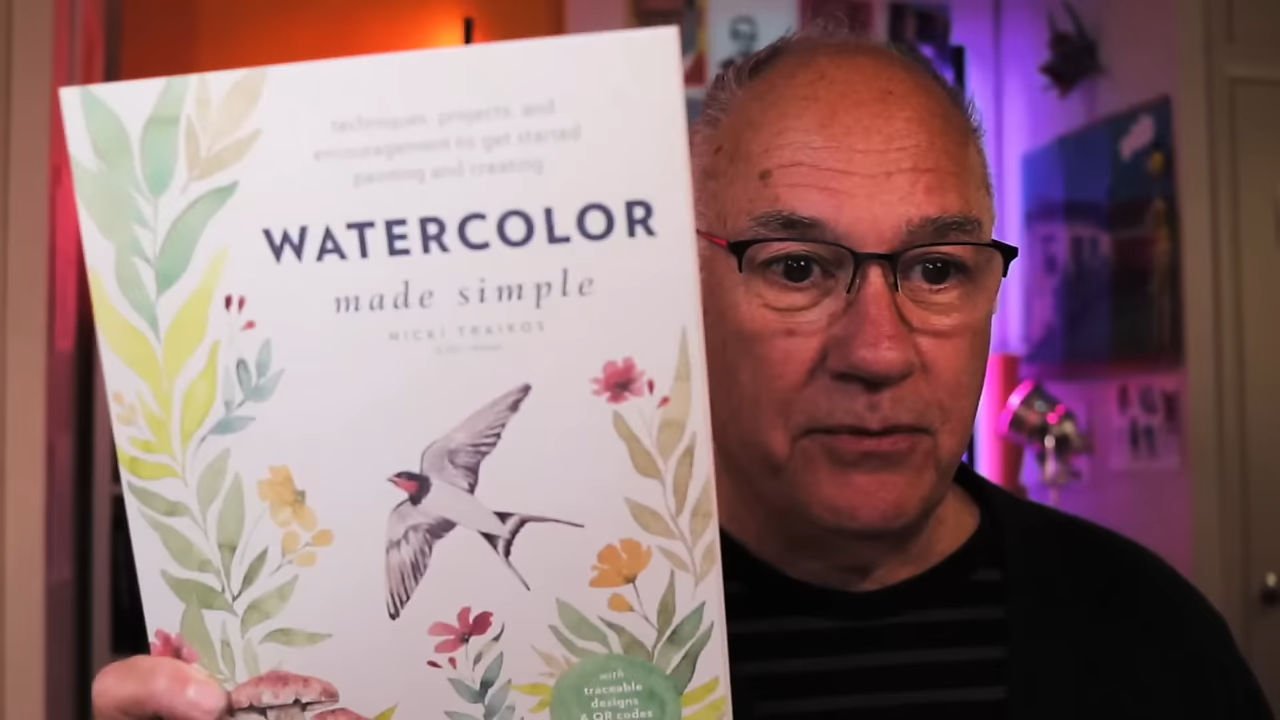 techniques, projects, and
encouragement to get started
painting and creating
WATERCOLOR
made simple
NICKI TRAIKOS
with
traceable
designs
& QR codes